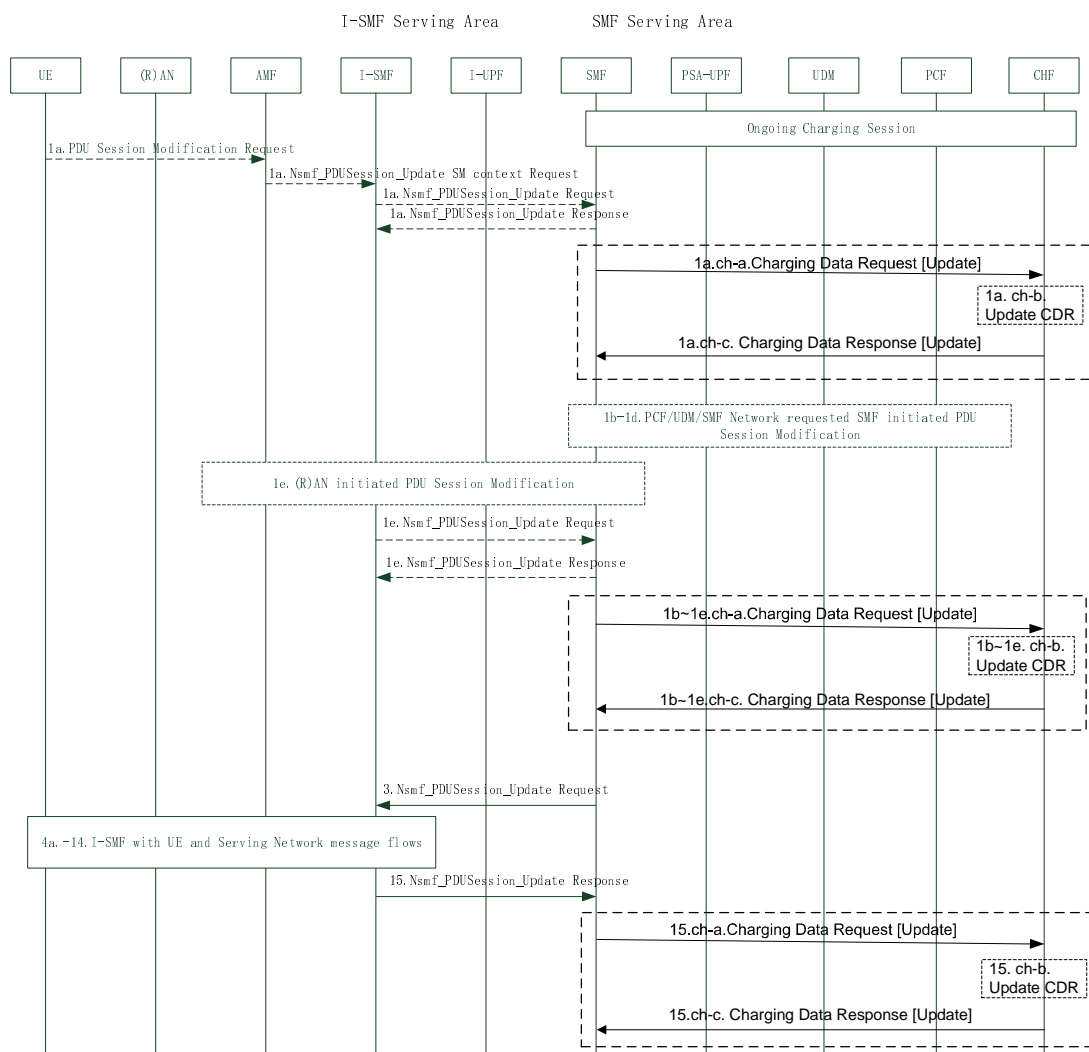 I-SMF Serving Area
SMF Serving Area
UE
(R)AN
AMF
I-SMF
I-UPF
SMF
PSA-UPF
UDM
PCF
CHF
Ongoing Charging Session
1a.PDU Session Modification Request
1a.Nsmf_PDUSession_Update SM context Request
1a.Nsmf_PDUSession_Update Request
1a.Nsmf_PDUSession_Update Response
1a.ch-a.Charging Data Request [Update]
1a. ch-b.
Update CDR
1a.ch-c. Charging Data Response [Update]
1b-1d.PCF/UDM/SMF Network requested SMF initiated PDU
Session Modification
1e.(R)AN initiated PDU Session Modification
1e.Nsmf_PDUSession_Update Request
1e.Nsmf_PDUSession_Update Response
1b~1e.ch-a.Charging Data Request [Update]
1b~1e. ch-b.
Update CDR
1b~1e.ch-c. Charging Data Response [Update]
3.Nsmf_PDUSession_Update Request
4a.-14.I-SMF with UE and Serving Network message flows
15.Nsmf_PDUSession_Update Response
15.ch-a.Charging Data Request [Update]
15. ch-b.
Update CDR
15.ch-c. Charging Data Response [Update]